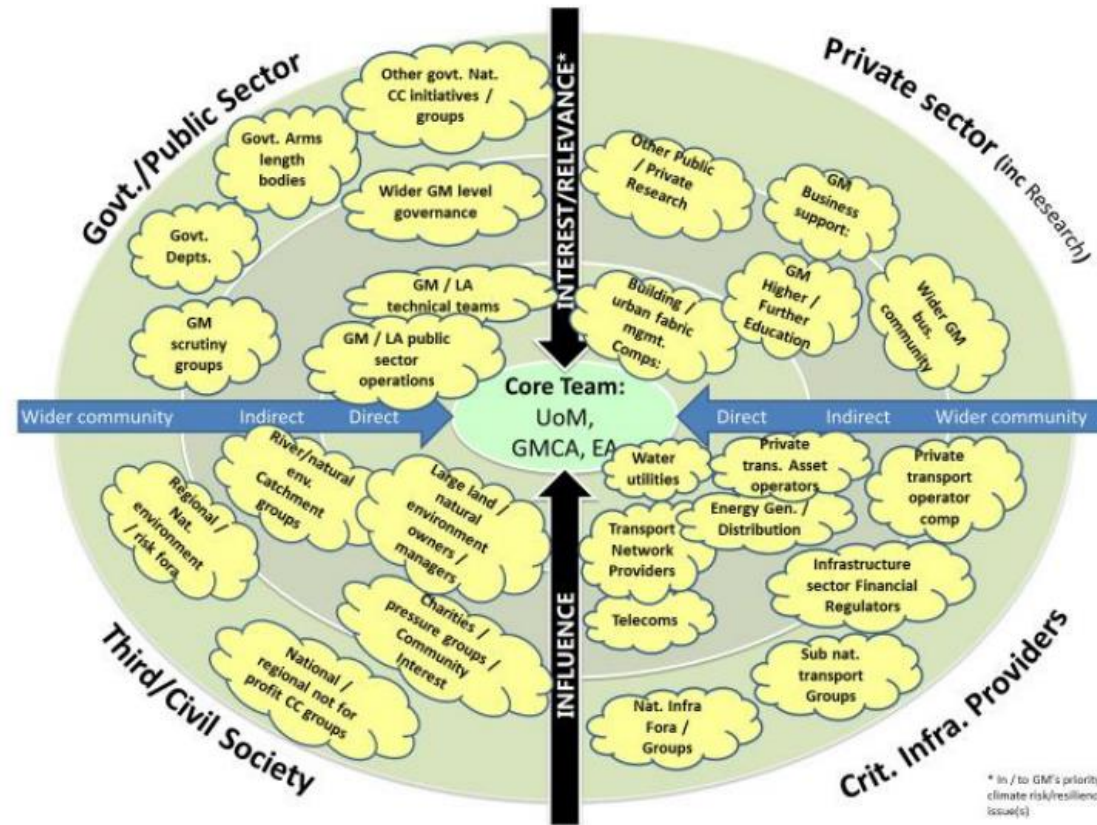 Govt./Public Sector
Other govt. Nat.
CC initiatives /
groups
Govt. Arms
length
bodies
Wider GM level
governance
Govt.
Depts.
GM / LA
technical teams
GM
scrutiny
groups
GM / LA public
sector
operations
INTEREST/RELEVANCE*
Private sector (inc Research)
Other Public
/ Private
Research
GM
Business
support:
Building /
urban fabric
mgmt.
Comps:
GM
Higher /
Further
Education
Wider GM
bus.
community
Core Team:
UoM,
GMCA, EA
Wider community
Indirect
Direct
Direct
Indirect
Wider community
River/natural
env.
Catchment
groups
Large land /
natural
environment
owners /
managers
Regional /
Nat.
environment
/ risk fora
Charities /
pressure groups /
Community
Interest
National /
regional not for
profit CC groups
Third/Civil Society
INFLUENCE
Water
utilities
Private
trans. Asset
operators
Private
transport
operator
comp
Energy Gen. /
Distribution
Transport
Network
Providers
Infrastructure
sector Financial
Regulators
Telecoms
Sub nat.
transport
Groups
Nat. Infra
Fora /
Groups
Crit. Infra. Providers
* In / to GM's priority
climate risk/resilience
issue(s)